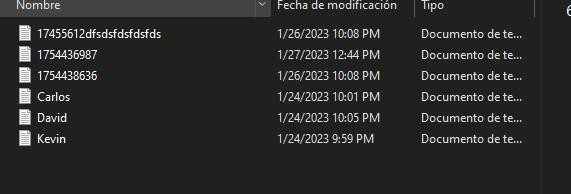 Nombre Fecha de modificación Tipo
17455612dfsdsfdsfdsfds 1/26/2023 10:08 PM Documento de te...
1754436987 1/27/2023 12:44 PM Documento de te...
1754438636 1/26/2023 10:08 PM Documento de te...
Carlos 1/24/2023 10:01 PM Documento de te...
David 1/24/2023 10:05 PM Documento de te...
Kevin 1/24/2023 9:59 PM Documento de te...